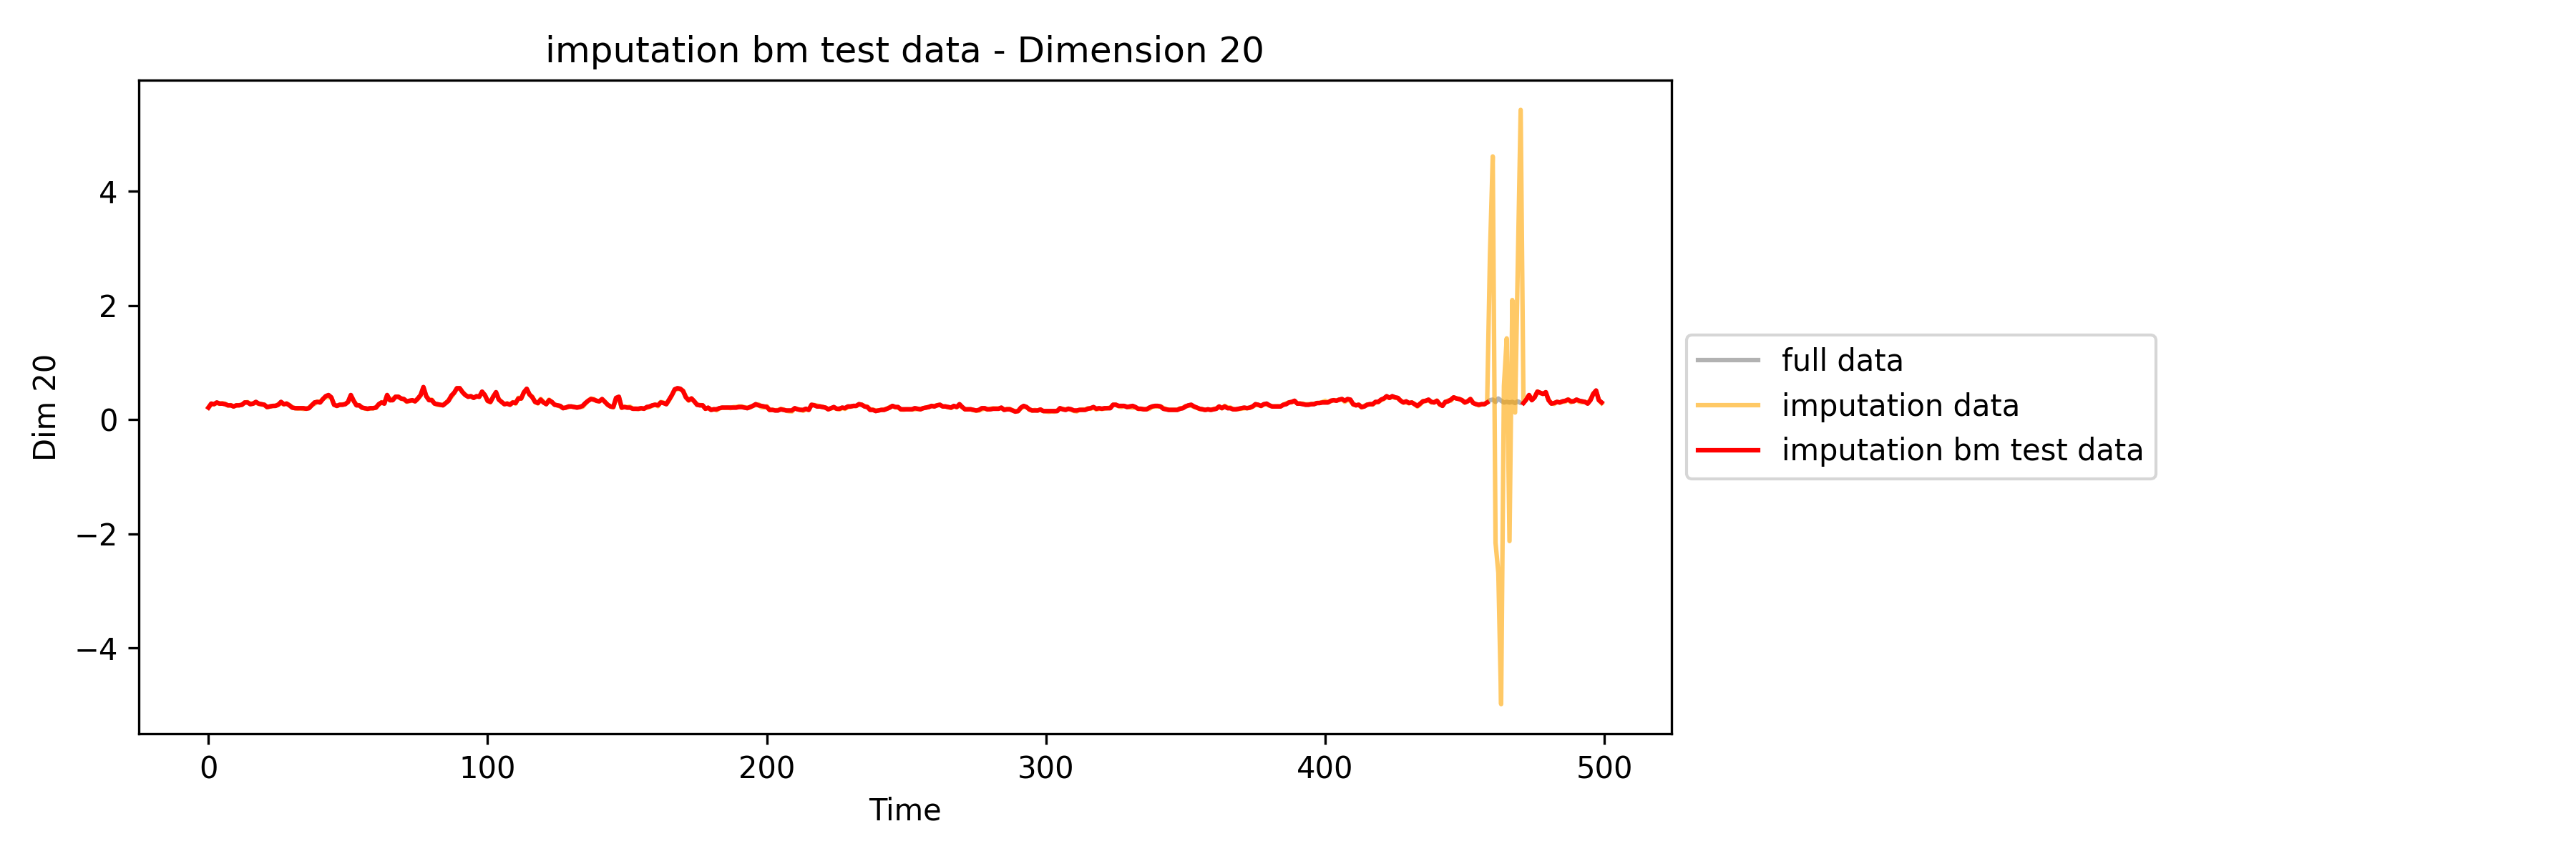 imputation bm test data - Dimension 20
Dim 20
4
2
0
−2
−4
0 100 200 300 400 500
Time
full data
imputation data
imputation bm test data